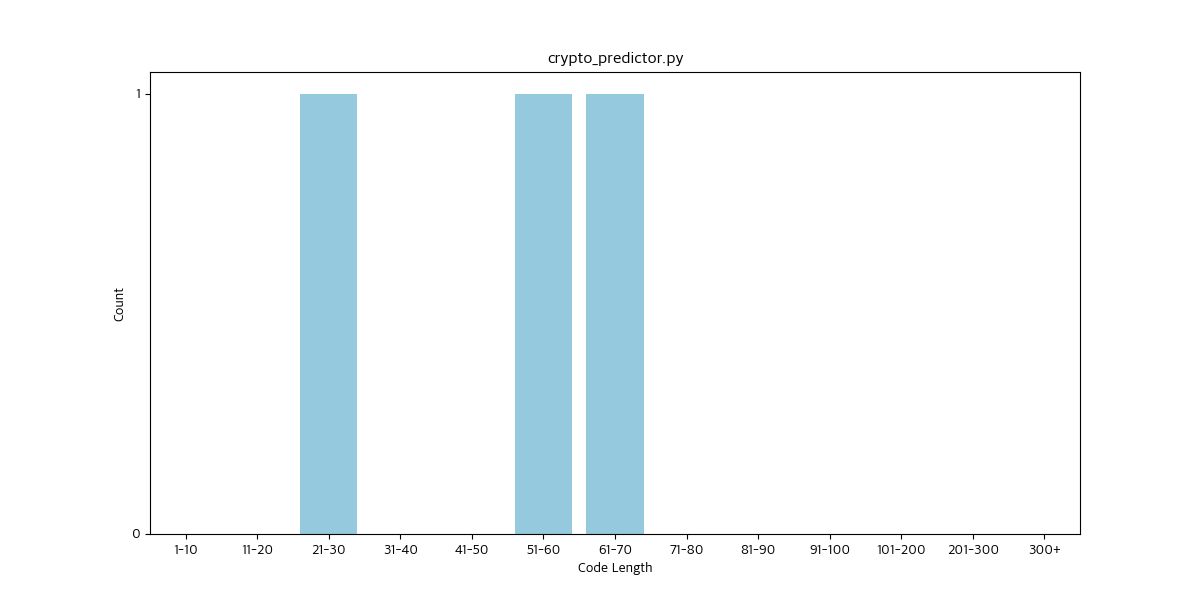 crypto_predictor.py
1
Count
0
1-10 11-20 21-30 31-40 41-50 51-60 61-70 71-80 81-90 91-100 101-200 201-300 300+
Code Length